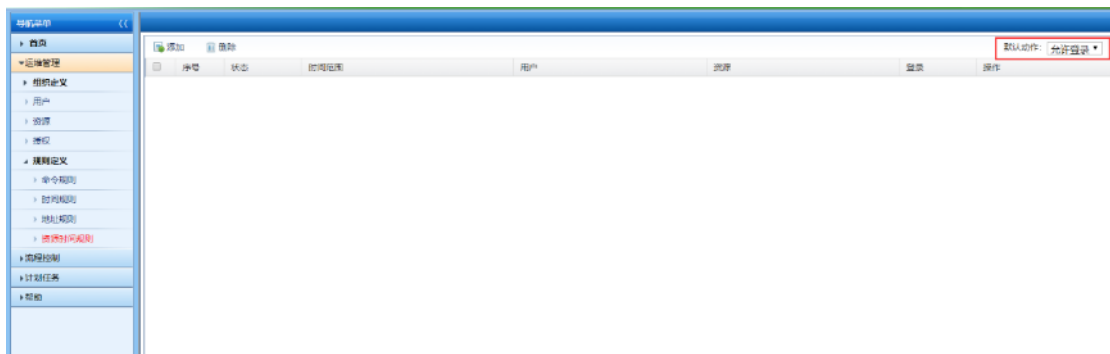 导航菜单
首页
运维管理
组织定义
用户
资源
授权
规则定义
命令规则
时间规则
地址规则
资源时间规则
流程控制
计划任务
帮助
添加 删除 默认动作: 允许登录
序号 状态 时间范围 用户 资源 登录 操作